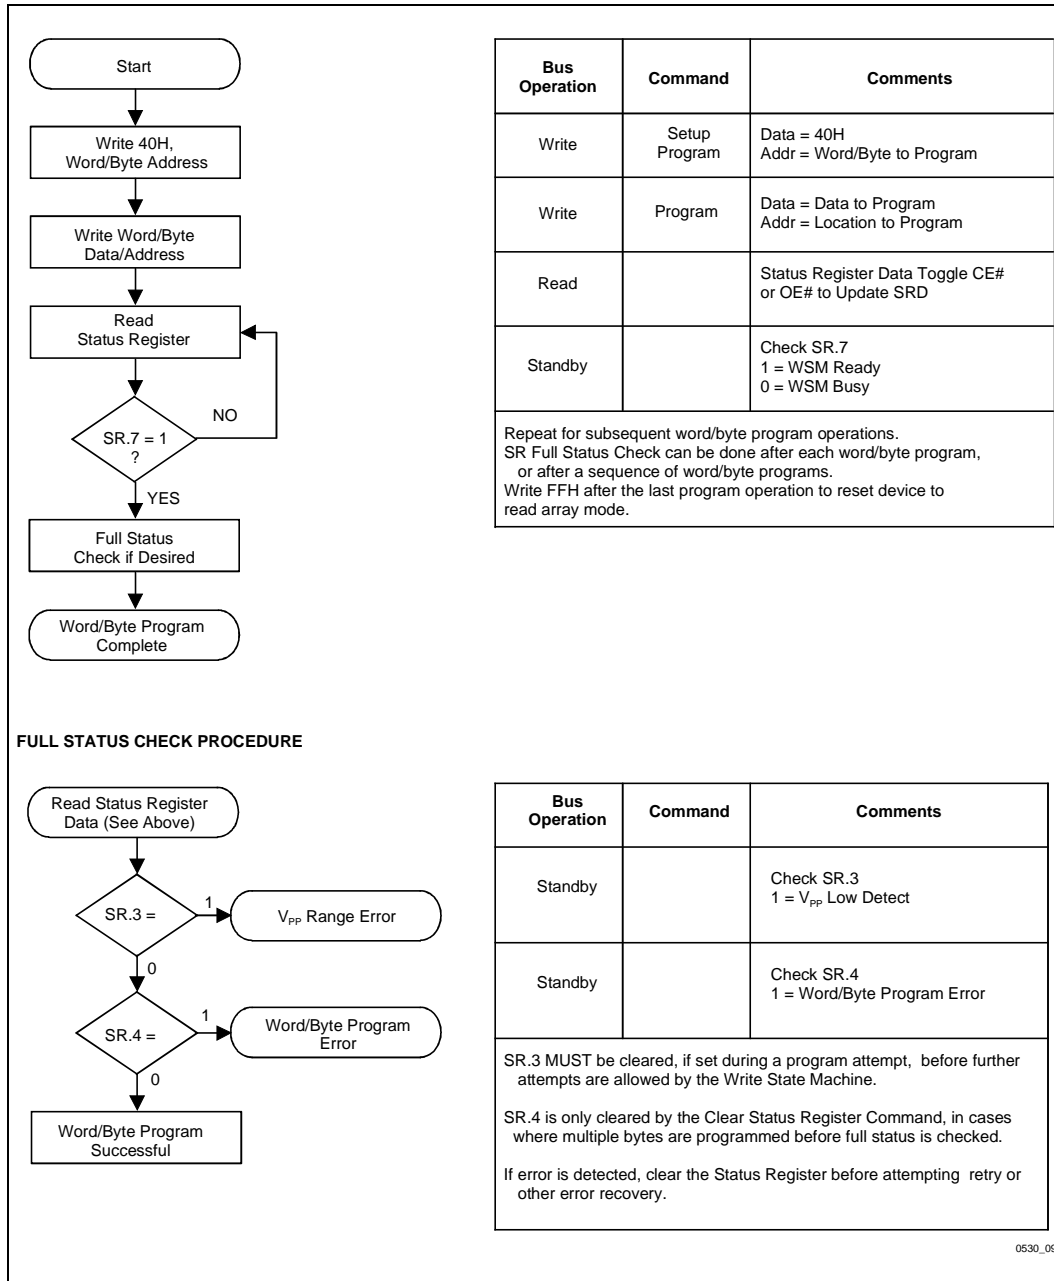 Start
Write 40H,
Word/Byte Address
Write Word/Byte
Data/Address
Read
Status Register
NO
SR.7 = 1
?
YES
Full Status
Check if Desired
Word/Byte Program
Complete
Bus
Operation
Command
Comments
Write
Setup
Program
Data = 40H
Addr = Word/Byte to Program
Write
Program
Data = Data to Program
Addr = Location to Program
Read
Status Register Data Toggle CE#
or OE# to Update SRD
Standby
Check SR.7
1 = WSM Ready
0 = WSM Busy
Repeat for subsequent word/byte program operations.
SR Full Status Check can be done after each word/byte program,
or after a sequence of word/byte programs.
Write FFH after the last program operation to reset device to
read array mode.
FULL STATUS CHECK PROCEDURE
Read Status Register
Data (See Above)
SR.3 =
1
VPP Range Error
0
SR.4 =
1
Word/Byte Program
Error
0
Word/Byte Program
Successful
Bus
Operation
Command
Comments
Standby
Check SR.3
1 = VPP Low Detect
Standby
Check SR.4
1 = Word/Byte Program Error
SR.3 MUST be cleared, if set during a program attempt, before further
attempts are allowed by the Write State Machine.
SR.4 is only cleared by the Clear Status Register Command, in cases
where multiple bytes are programmed before full status is checked.
If error is detected, clear the Status Register before attempting retry or
other error recovery.
0530_09